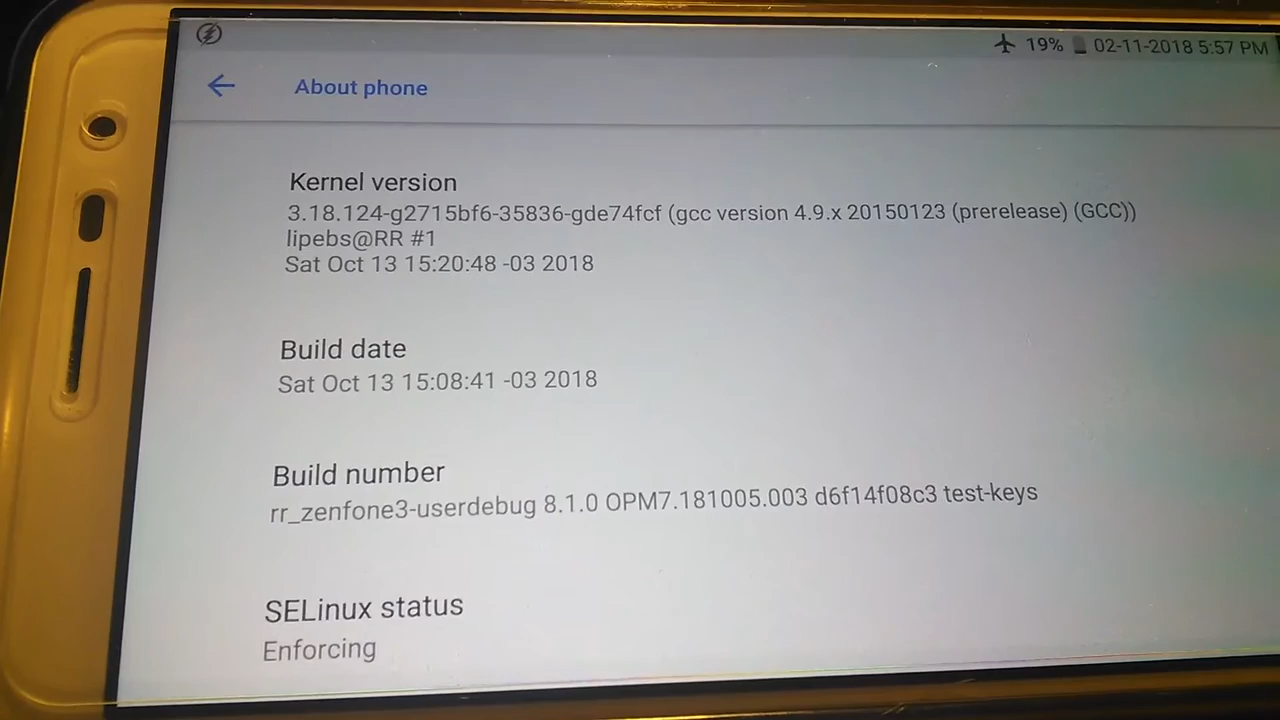 19% 02-11-2018 5:57 PM
About phone
Kernel version
3.18.124-g2715bf6-35836-gde74fcf (gcc version 4.9.x 20150123 (prerelease) (GCC))
lipebs@RR #1
Sat Oct 13 15:20:48 -03 2018
Build date
Sat Oct 13 15:08:41 -03 2018
Build number
rr_zenfone3-userdebug 8.1.0 OPM7.181005.003 d6f14f08c3 test-keys
SELinux status
Enforcing